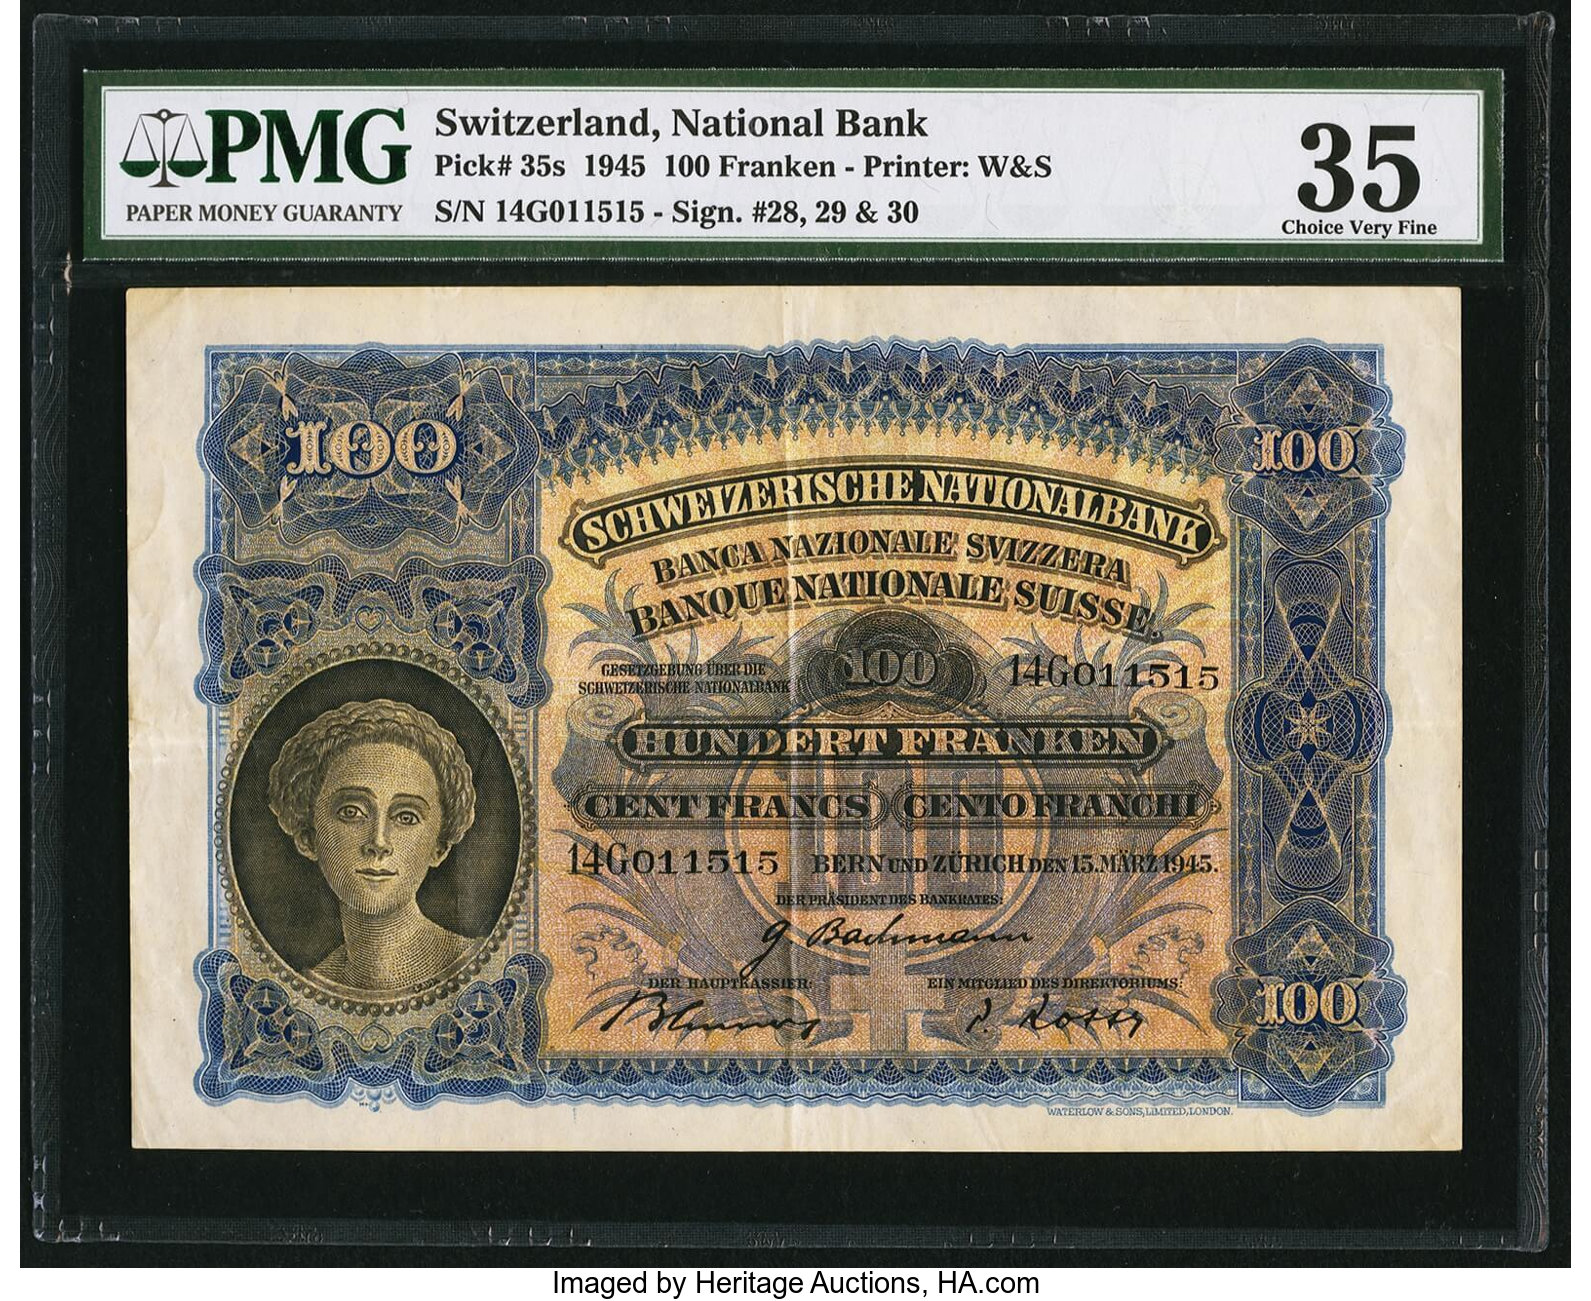 PMG
PAPER MONEY GUARANTY
Switzerland, National Bank
Pick# 35s 1945 100 Franken - Printer: W&S
S/N 14G011515 - Sign. #28, 29 & 30
35
Choice Very Fine
100
100
SCHWEIZERISCHE NATIONALBANK
BANCA NAZIONALE SVIZZERA
BANQUE NATIONALE SUISSE.
GESETZGEBUNG ÜBER DIE
SCHWEIZERISCHE NATIONALBANK
100
14G011515
HUNDERT FRANKEN
100
CENT FRANCS CENTO FRANCHI
14G011515 BERN UND ZÜRICH DEN 15. MÄRZ 1945.
DER PRÄSIDENT DES BANKRATES:
G Bachmann
DER HAUPTKASSIER: EIN MITGLIED DES DIREKTORIUMS:
P. Rossy
100
WATERLOW & SONS, LIMITED, LONDON.
Imaged by Heritage Auctions, HA.com